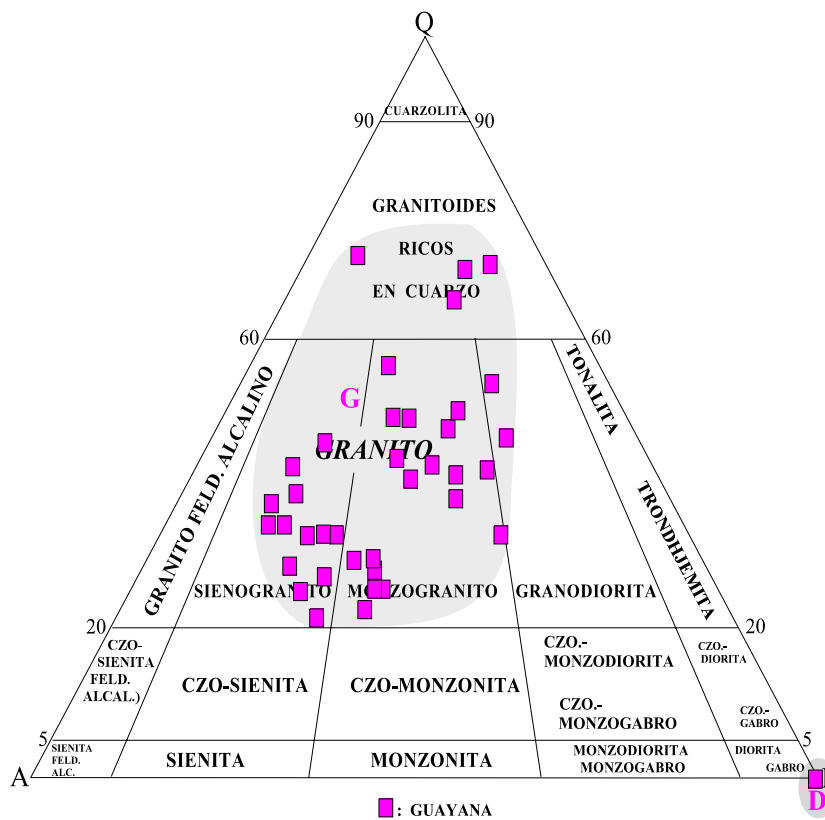 Q
CUARZOLITA
90
90
GRANITOIDES
RICOS
EN CUARZO
60
60
GRANITO FELD. ALCALINO
TONALITA
G
GRANITO
TRONDHJEMITA
SIENOGRANITO
MONZOGRANITO
GRANODIORITA
20
20
CZO-
SIENITA
FELD.
ALCAL.)
CZO-SIENITA
CZO-MONZONITA
CZO.-
MONZODIORITA
CZO.-
MONZOGABRO
CZO.-
DIORITA
CZO.-
GABRO
5
5
SIENITA
FELD.
ALC.
SIENITA
MONZONITA
MONZODIORITA
MONZOGABRO
DIORITA
GABRO
A
D
: GUAYANA